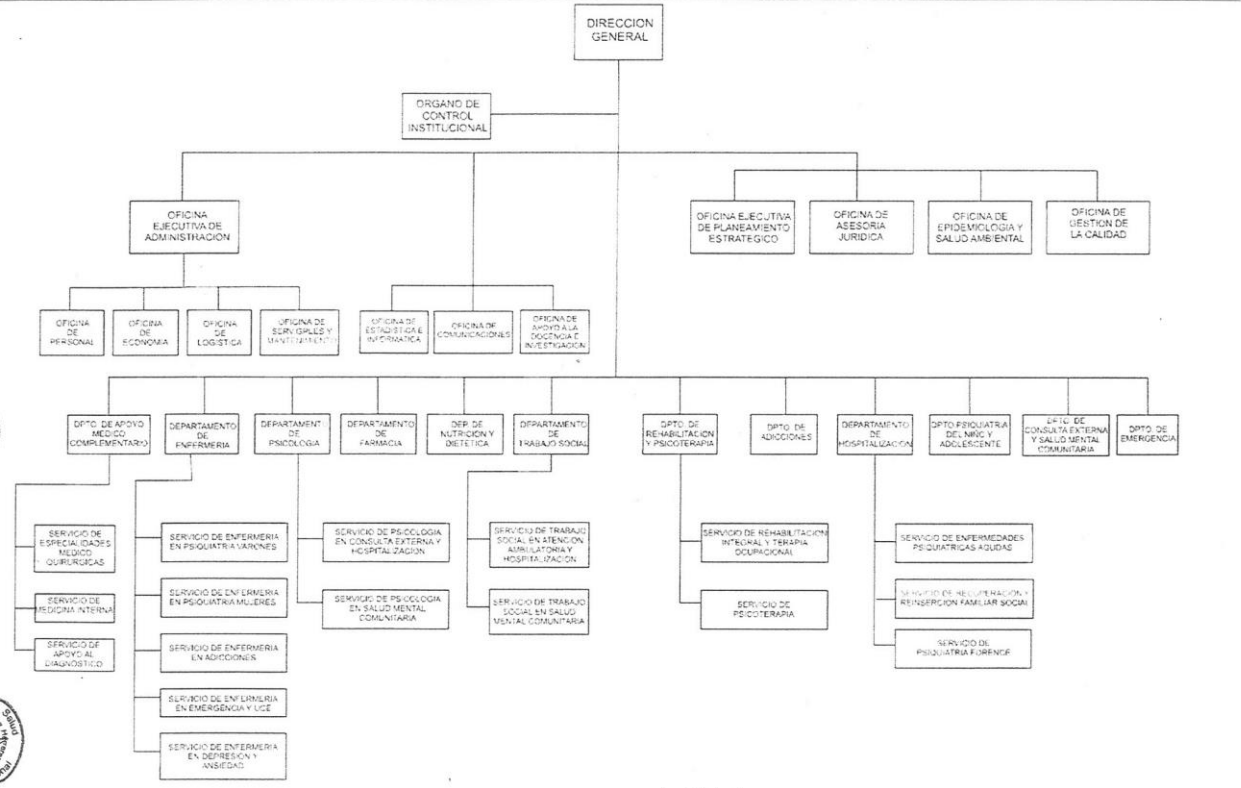 DIRECCION
GENERAL
ORGANO DE
CONTROL
INSTITUCIONAL
OFICINA
EJECUTIVA DE
ADMINISTRACION
OFICINA EJECUTIVA
DE PLANEAMIENTO
ESTRATEGICO
OFICINA DE
ASESORIA
JURIDICA
OFICINA DE
EPIDEMIOLOGIA Y
SALUD AMBIENTAL
OFICINA DE
GESTION DE
LA CALIDAD
OFICINA
DE
PERSONAL
OFICINA
DE
ECONOMIA
OFICINA
DE
LOGISTICA
OFICINA DE
SERV GRLES Y
MANTENIMIENTO
OFICINA DE
ESTADISTICA E
INFORMATICA
OFICINA DE
COMUNICACIONES
OFICINA DE
APOYO A LA
DOCENCIA E
INVESTIGACION
DPTO. DE APOYO
MEDICO
COMPLEMENTARIO
DEPARTAMENTO
DE
ENFERMERIA
DEPARTAMENTO
DE
PSICOLOGIA
DEPARTAMENTO
DE
FARMACIA
DEP. DE
NUTRICION Y
DIETETICA
DEPARTAMENTO
DE
TRABAJO SOCIAL
DPTO. DE
REHABILITACION
Y PSICOTERAPIA
DPTO. DE
ADICCIONES
DEPARTAMENTO
DE
HOSPITALIZACION
DPTO.PSIQUIATRIA
DEL NIÑO Y
ADOLESCENTE
DPTO. DE
CONSULTA EXTERNA
Y SALUD MENTAL
COMUNITARIA
DPTO. DE
EMERGENCIA
SERVICIO DE
ESPECIALIDADES
MEDICO
QUIRURGICAS
SERVICIO DE
MEDICINA INTERNA
SERVICIO DE
APOYO AL
DIAGNOSTICO
SERVICIO DE ENFERMERIA
EN PSIQUIATRIA VARONES
SERVICIO DE ENFERMERIA
EN PSIQUIATRIA MUJERES
SERVICIO DE ENFERMERIA
EN ADICCIONES
SERVICIO DE ENFERMERIA
EN EMERGENCIA Y UCE
SERVICIO DE ENFERMERIA
EN DEPRESION Y
ANSIEDAD
SERVICIO DE PSICOLOGIA
EN CONSULTA EXTERNA Y
HOSPITALIZACION
SERVICIO DE PSICOLOGIA
EN SALUD MENTAL
COMUNITARIA
SERVICIO DE TRABAJO
SOCIAL EN ATENCION
AMBULATORIA Y
HOSPITALIZACION
SERVICIO DE TRABAJO
SOCIAL EN SALUD
MENTAL COMUNITARIA
SERVICIO DE REHABILITACION
INTEGRAL Y TERAPIA
OCUPACIONAL
SERVICIO DE
PSICOTERAPIA
SERVICIO DE ENFERMEDADES
PSIQUIATRICAS AGUDAS
SERVICIO DE RECUPERACION Y
REINSERCION FAMILIAR SOCIAL
SERVICIO DE
PSIQUIATRIA FORENCE
Salud